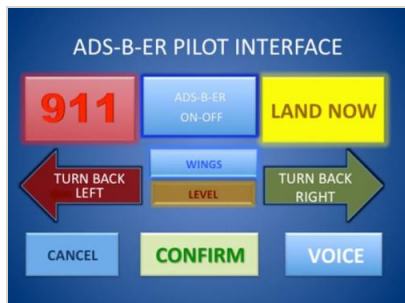 ADS-B-ER PILOT INTERFACE
911
ADS-B-ER
ON-OFF
LAND NOW
TURN BACK
LEFT
WINGS
LEVEL
TURN BACK
RIGHT
CANCEL
CONFIRM
VOICE